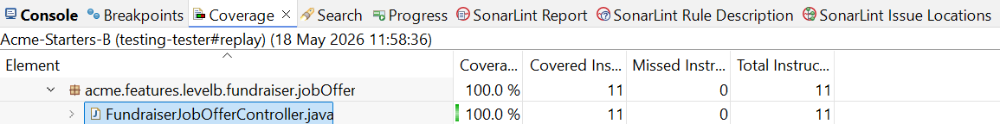 Console Breakpoints Coverage × Search Progress SonarLint Report SonarLint Rule Description SonarLint Issue Locations
Acme-Starters-B (testing-tester#replay) (18 May 2026 11:58:36)
Element Covera... Covered Ins... Missed Instr... Total Instruc...
acme.features.levelb.fundraiser.jobOffer 100.0 % 11 0 11
FundraiserJobOfferController.java 100.0 % 11 0 11